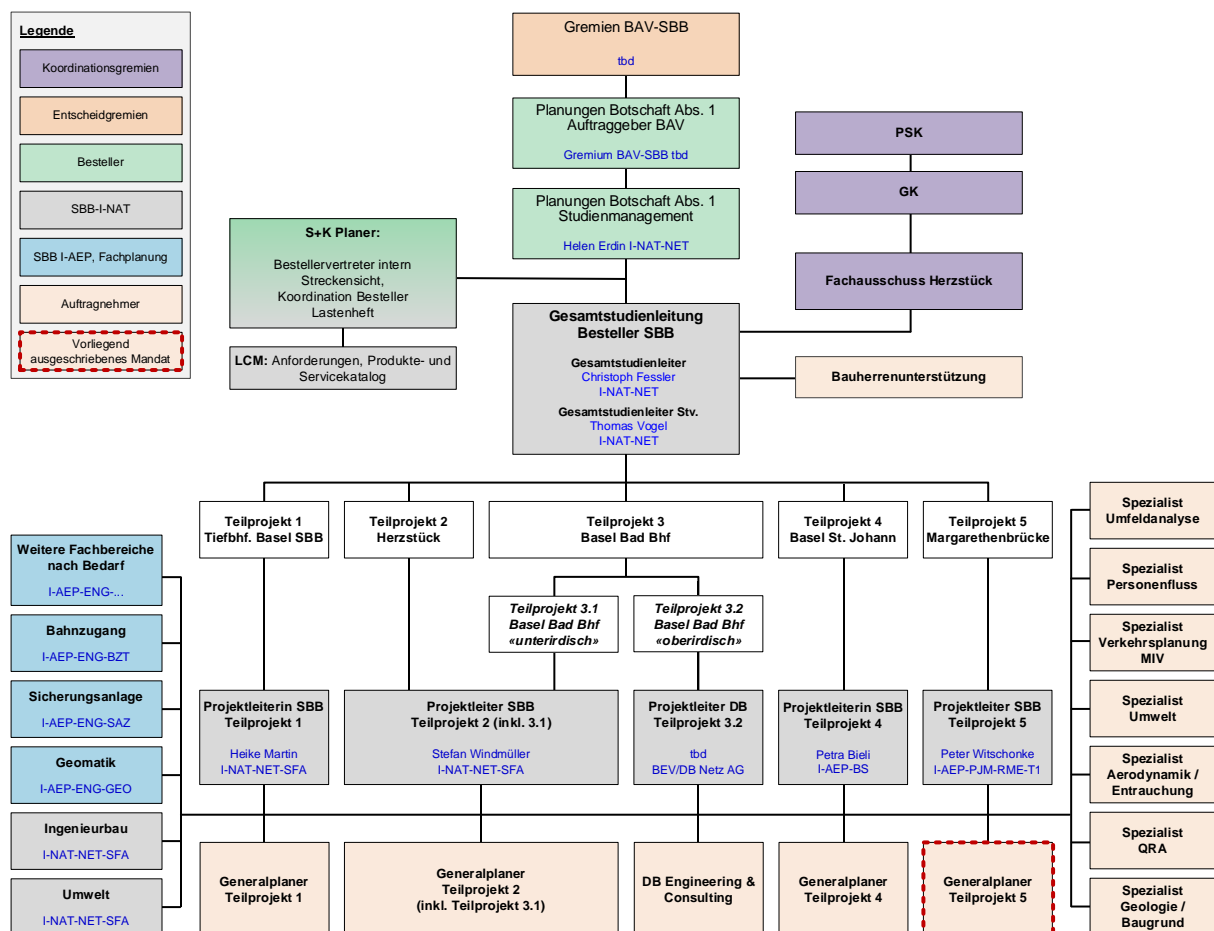 Legende
Koordinationsgremien
Entscheidgremien
Besteller
SBB-I-NAT
SBB I-AEP, Fachplanung
Auftragnehmer
Vorliegend
ausgeschriebenes Mandat
Gremien BAV-SBB
tbd
Planungen Botschaft Abs. 1
Auftraggeber BAV
Gremium BAV-SBB tbd
Planungen Botschaft Abs. 1
Studienmanagement
Helen Erdin I-NAT-NET
PSK
GK
Fachausschuss Herzstück
S+K Planer:
Bestellervertreter intern
Streckensicht,
Koordination Besteller
Lastenheft
LCM: Anforderungen, Produkte- und
Servicekatalog
Gesamtstudienleitung
Besteller SBB
Gesamtstudienleiter
Christoph Fessler
I-NAT-NET
Gesamtstudienleiter Stv.
Thomas Vogel
I-NAT-NET
Bauherrenunterstützung
Teilprojekt 1
Tiefbhf. Basel SBB
Teilprojekt 2
Herzstück
Teilprojekt 3
Basel Bad Bhf
Teilprojekt 4
Basel St. Johann
Teilprojekt 5
Margarethenbrücke
Teilprojekt 3.1
Basel Bad Bhf
«unterirdisch»
Teilprojekt 3.2
Basel Bad Bhf
«oberirdisch»
Projektleiterin SBB
Teilprojekt 1
Heike Martin
I-NAT-NET-SFA
Projektleiter SBB
Teilprojekt 2 (inkl. 3.1)
Stefan Windmüller
I-NAT-NET-SFA
Projektleiter DB
Teilprojekt 3.2
tbd
BEV/DB Netz AG
Projektleiterin SBB
Teilprojekt 4
Petra Bieli
I-AEP-BS
Projektleiter SBB
Teilprojekt 5
Peter Witschonke
I-AEP-PJM-RME-T1
Weitere Fachbereiche
nach Bedarf
I-AEP-ENG-...
Bahnzugang
I-AEP-ENG-BZT
Sicherungsanlage
I-AEP-ENG-SAZ
Geomatik
I-AEP-ENG-GEO
Ingenieurbau
I-NAT-NET-SFA
Umwelt
I-NAT-NET-SFA
Generalplaner
Teilprojekt 1
Generalplaner
Teilprojekt 2
(inkl. Teilprojekt 3.1)
DB Engineering &
Consulting
Generalplaner
Teilprojekt 4
Generalplaner
Teilprojekt 5
Spezialist
Umfeldanalyse
Spezialist
Personenfluss
Spezialist
Verkehrsplanung
MIV
Spezialist
Umwelt
Spezialist
Aerodynamik /
Entrauchung
Spezialist
QRA
Spezialist
Geologie /
Baugrund